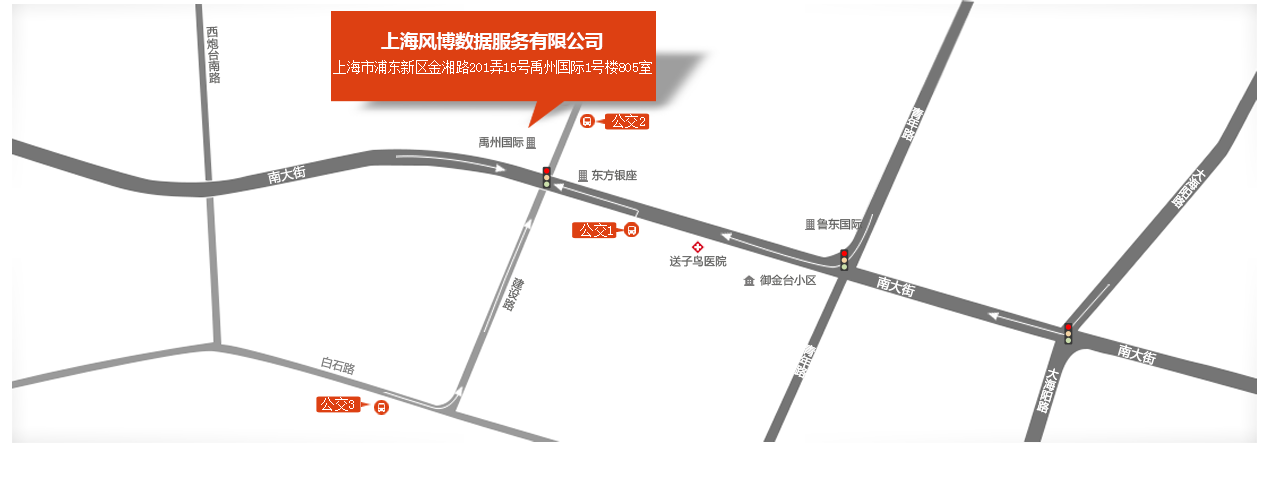 西炮台南路
上海风博数据服务有限公司
上海市浦东新区金湘路201弄15号禹州国际1号楼805室
公交2
禹州国际
南大街
东方银座
公交1
鲁东国际
送子鸟医院
御金台小区
南大街
建设路
南大街
白石路
公交3